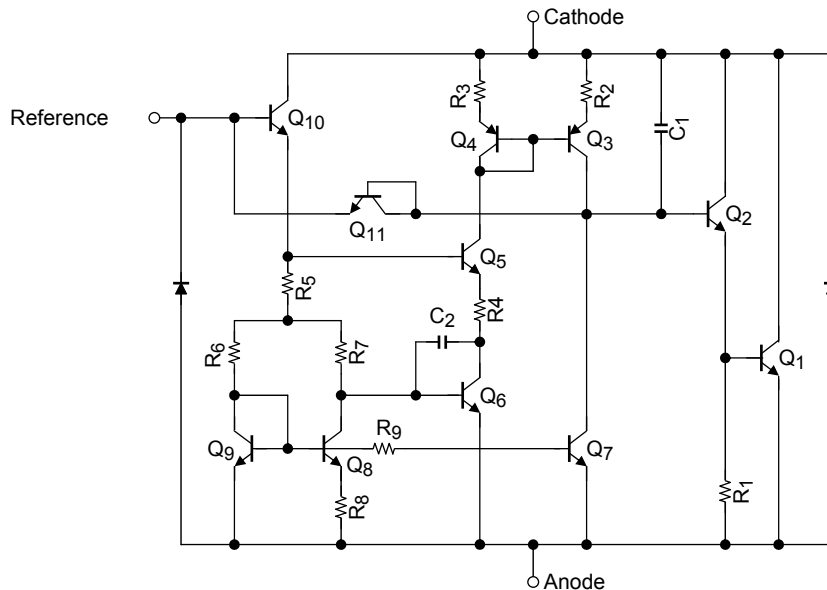 Cathode
R3
R2
Reference
Q10
Q4
Q3
C1
Q11
Q2
Q5
R5
R4
C2
R6
R7
Q1
Q6
R9
Q9
Q8
Q7
R8
R1
Anode